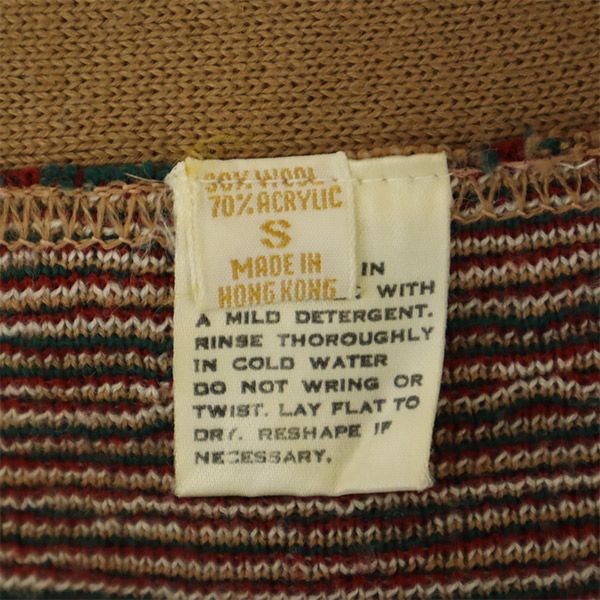 30% WOOL
70% ACRYLIC
S
MADE IN
HONG KONG
IN
WITH
A MILD DETERGENT.
RINSE THOROUGHLY
IN COLD WATER
DO NOT WRING OR
TWIST. LAY FLAT TO
DRY. RESHAPE IF
NECESSARY.